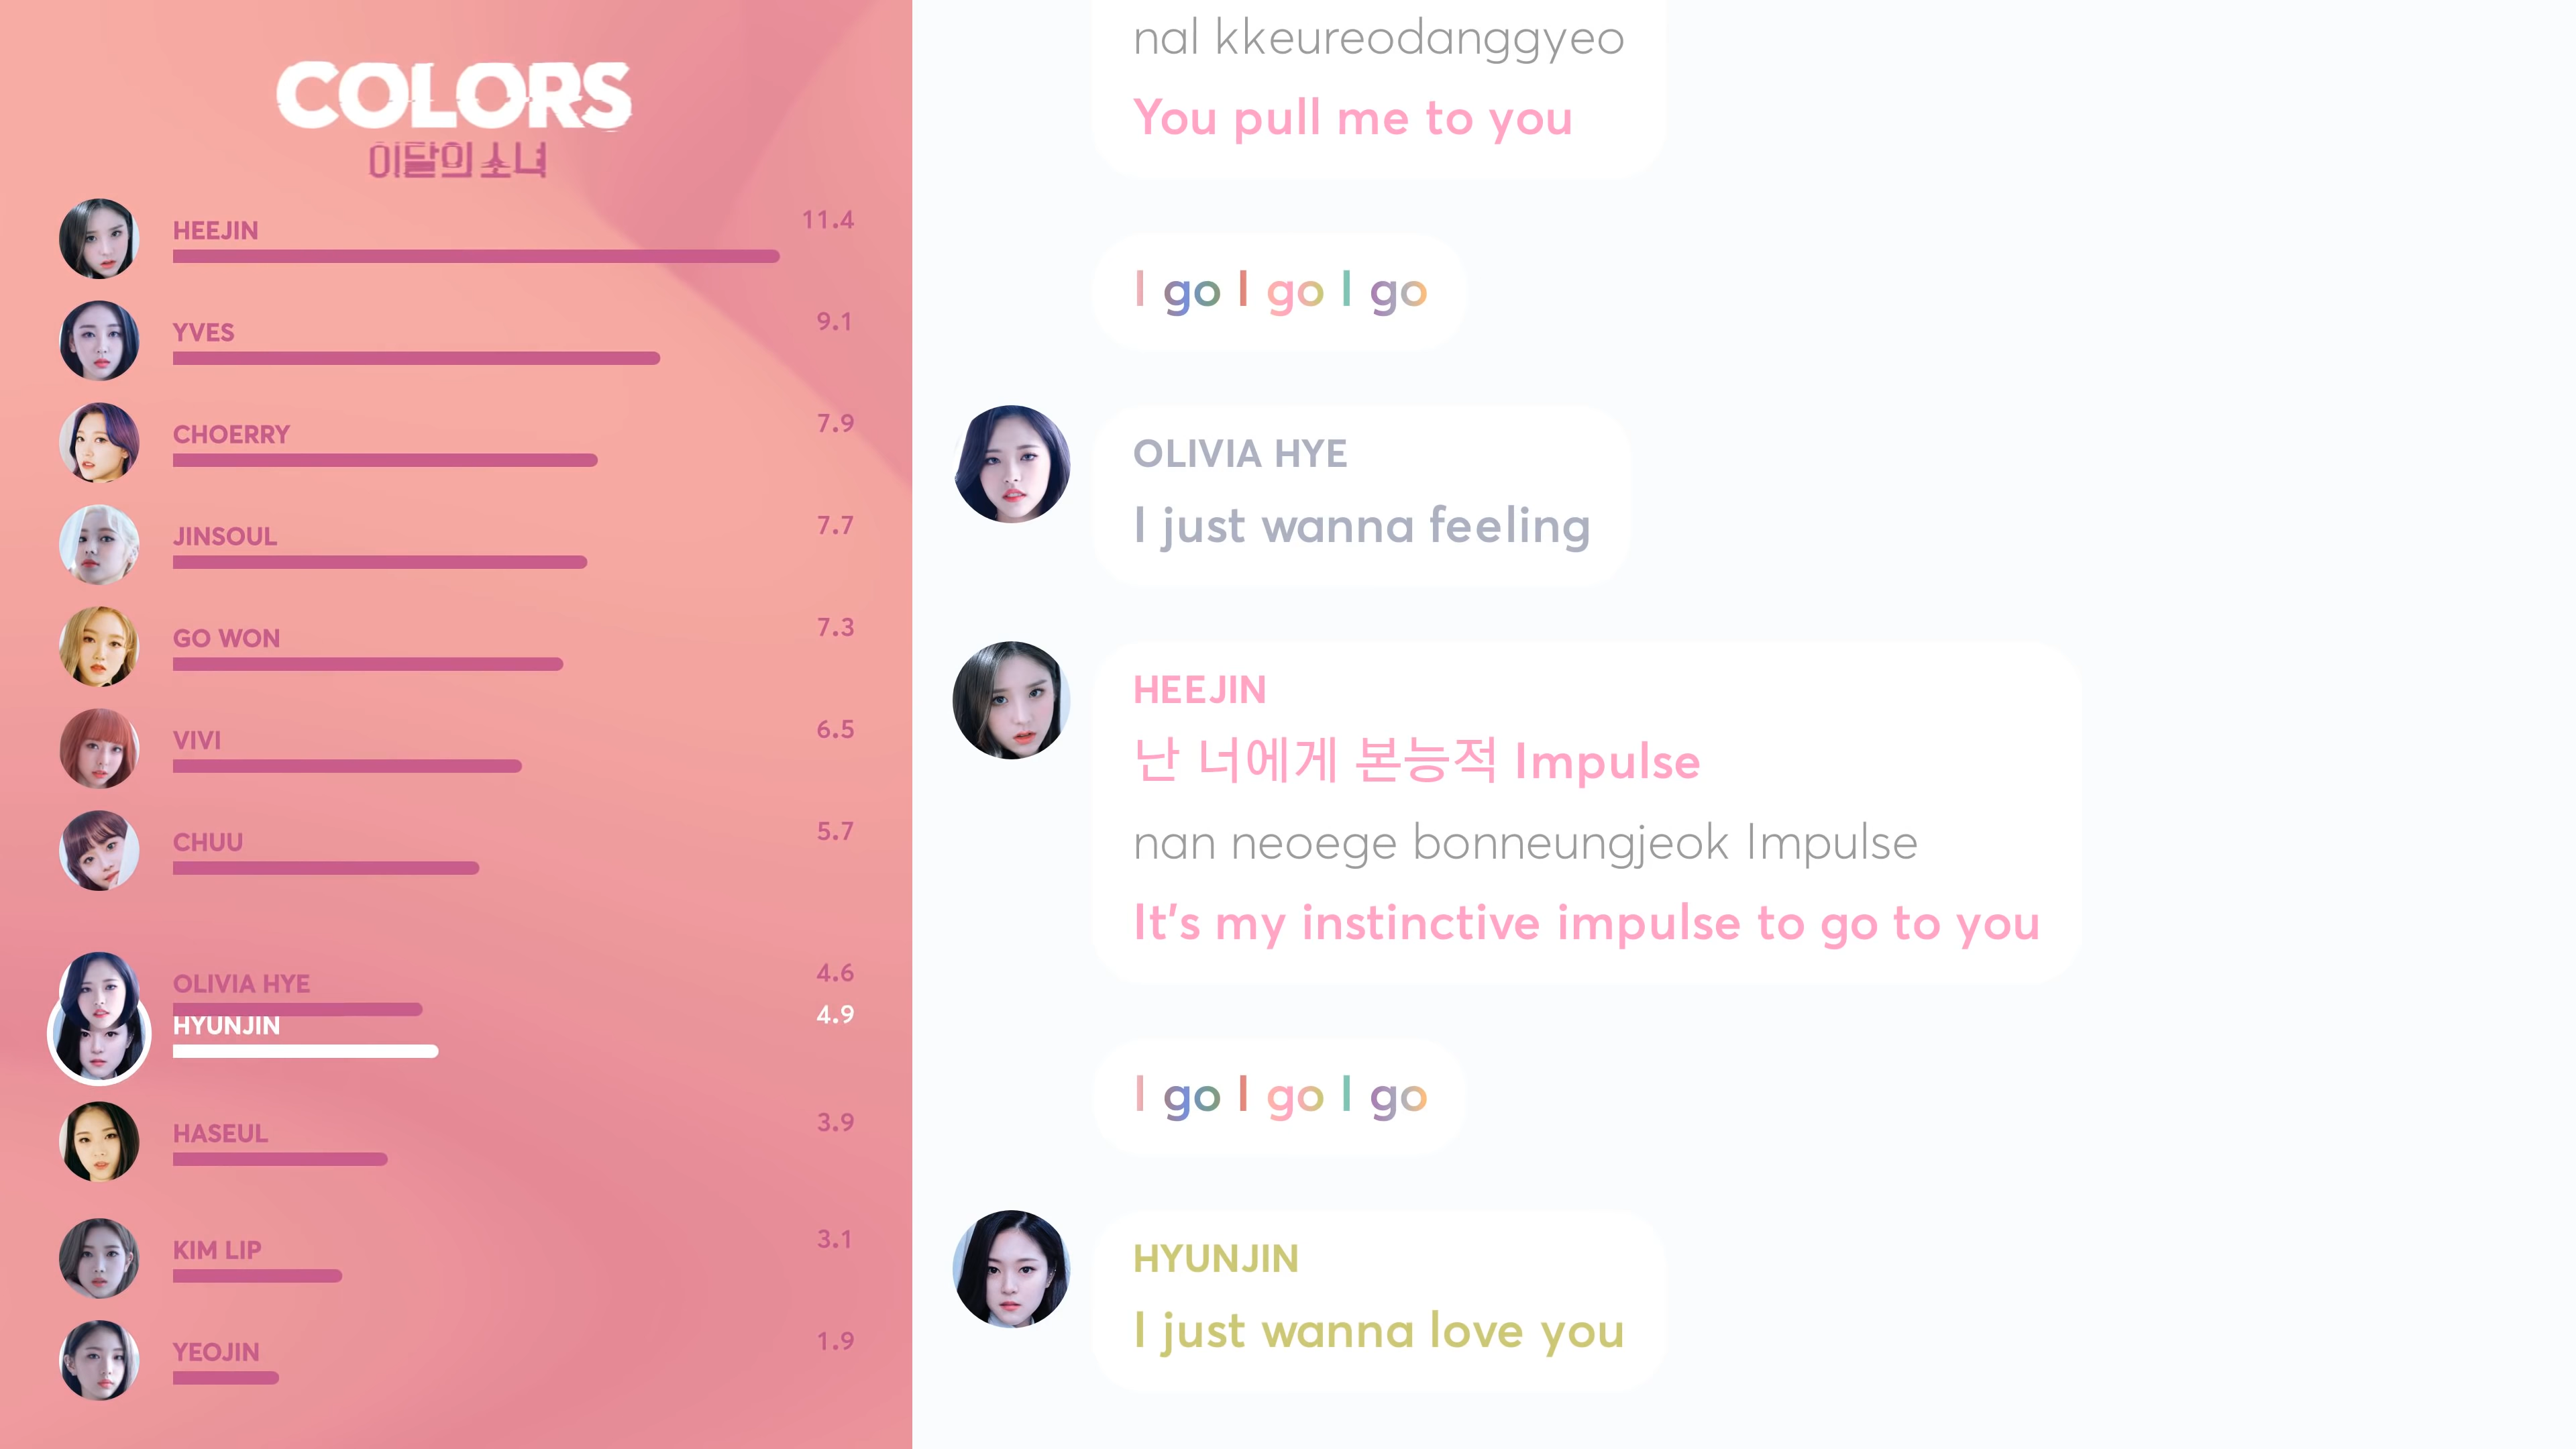 COLORS
이달의 소녀
HEEJIN
11.4
YVES
9.1
CHOERRY
7.9
JINSOUL
7.7
GO WON
7.3
VIVI
6.5
CHUU
5.7
OLIVIA HYE
4.6
HYUNJIN
4.9
HASEUL
3.9
KIM LIP
3.1
YEOJIN
1.9
nal kkeureodanggyeo
You pull me to you
I go I go I go
OLIVIA HYE
I just wanna feeling
HEEJIN
난 너에게 본능적 Impulse
nan neoege bonneungjeok Impulse
It's my instinctive impulse to go to you
I go I go I go
HYUNJIN
I just wanna love you